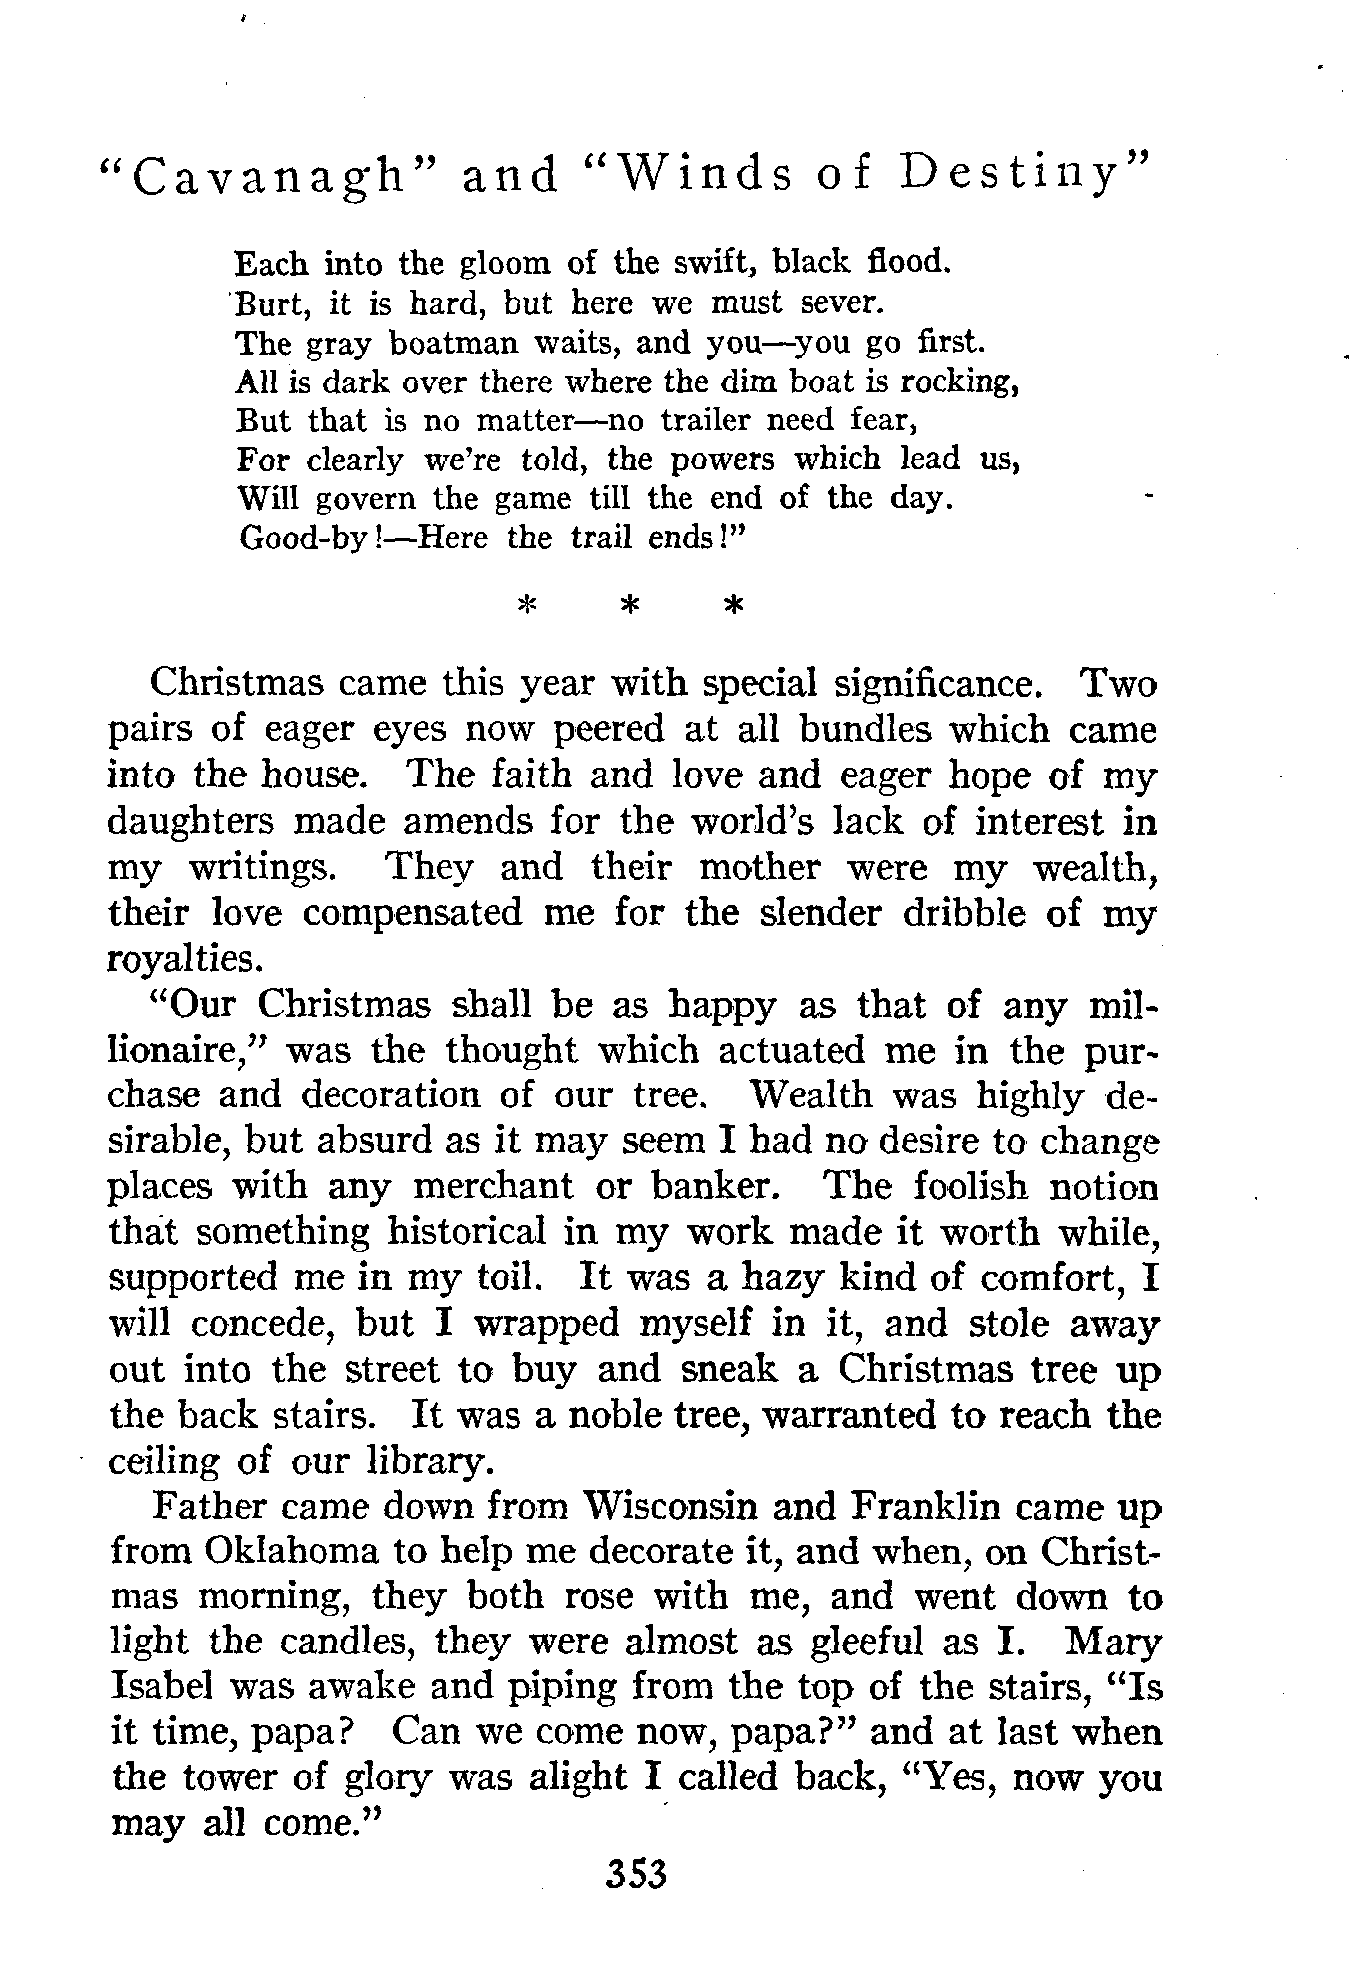 "Cavanagh" and "Winds of Destiny"
Each into the gloom of the swift, black flood.
Burt, it is hard, but here we must sever.
The gray boatman waits, and you—you go first.
All is dark over there where the dim boat is rocking,
But that is no matter—no trailer need fear,
For clearly we're told, the powers which lead us,
Will govern the game till the end of the day.
Good-by!—Here the trail ends!"
* * *
Christmas came this year with special significance. Two
pairs of eager eyes now peered at all bundles which came
into the house. The faith and love and eager hope of my
daughters made amends for the world's lack of interest in
my writings. They and their mother were my wealth,
their love compensated me for the slender dribble of my
royalties.
"Our Christmas shall be as happy as that of any mil-
lionaire," was the thought which actuated me in the pur-
chase and decoration of our tree. Wealth was highly de-
sirable, but absurd as it may seem I had no desire to change
places with any merchant or banker. The foolish notion
that something historical in my work made it worth while,
supported me in my toil. It was a hazy kind of comfort, I
will concede, but I wrapped myself in it, and stole away
out into the street to buy and sneak a Christmas tree up
the back stairs. It was a noble tree, warranted to reach the
ceiling of our library.
Father came down from Wisconsin and Franklin came up
from Oklahoma to help me decorate it, and when, on Christ-
mas morning, they both rose with me, and went down to
light the candles, they were almost as gleeful as I. Mary
Isabel was awake and piping from the top of the stairs, "Is
it time, papa? Can we come now, papa?" and at last when
the tower of glory was alight I called back, "Yes, now you
may all come."
353